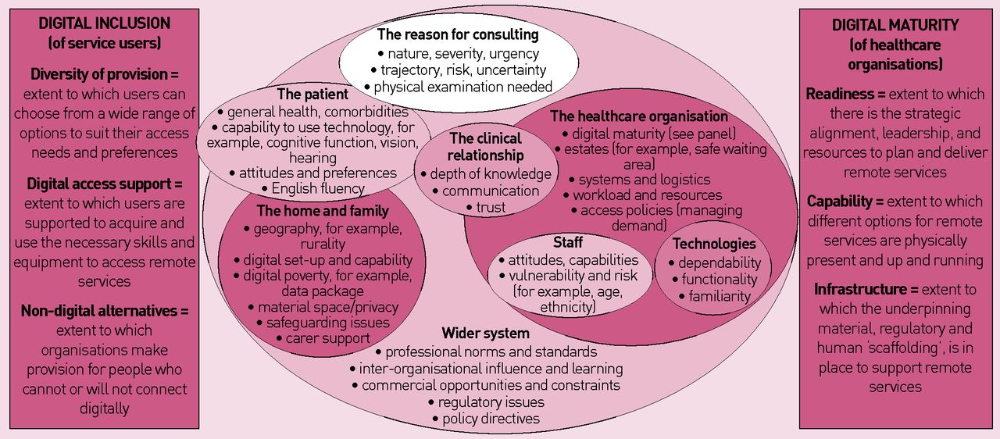 DIGITAL INCLUSION
(of service users)
Diversity of provision =
extent to which users can
choose from a wide range of
options to suit their access
needs and preferences
Digital access support =
extent to which users are
supported to acquire and
use the necessary skills and
equipment to access remote
services
Non-digital alternatives =
extent to which
organisations make
provision for people who
cannot or will not connect
digitally
The reason for consulting
• nature, severity, urgency
• trajectory, risk, uncertainty
• physical examination needed
The patient
• general health, comorbidities
• capability to use technology, for
example, cognitive function, vision,
hearing
• attitudes and preferences
• English fluency
The clinical
relationship
• depth of knowledge
• communication
• trust
The home and family
• geography, for example,
rurality
• digital set-up and capability
• digital poverty, for example,
data package
• material space/privacy
• safeguarding issues
• carer support
The healthcare organisation
• digital maturity (see panel)
• estates (for example, safe waiting
area)
• systems and logistics
• workload and resources
• access policies (managing
demand)
Staff
• attitudes, capabilities
• vulnerability and risk
(for example, age,
ethnicity)
Technologies
• dependability
• functionality
• familiarity
Wider system
• professional norms and standards
• inter-organisational influence and learning
• commercial opportunities and constraints
• regulatory issues
• policy directives
DIGITAL MATURITY
(of healthcare
organisations)
Readiness = extent to which
there is the strategic
alignment, leadership, and
resources to plan and deliver
remote services
Capability = extent to which
different options for remote
services are physically
present and up and running
Infrastructure = extent to
which the underpinning
material, regulatory and
human ‘scaffolding’, is in
place to support remote
services